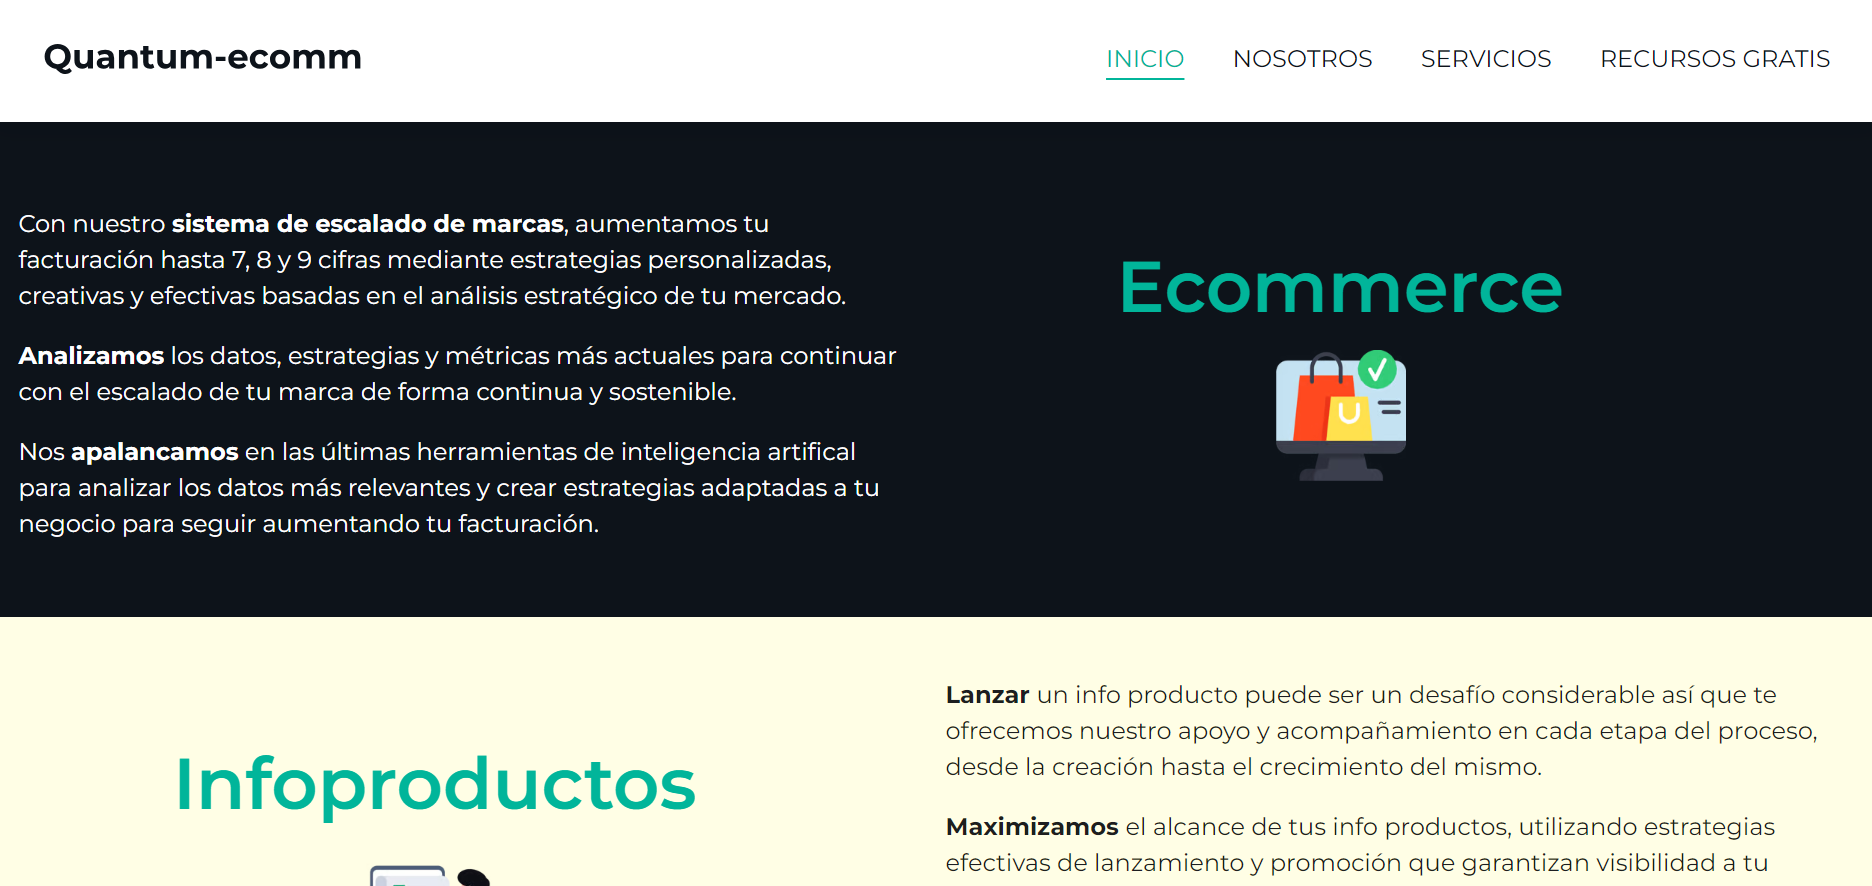 Quantum-ecomm
INICIO NOSOTROS SERVICIOS RECURSOS GRATIS
Con nuestro sistema de escalado de marcas, aumentamos tu
facturación hasta 7, 8 y 9 cifras mediante estrategias personalizadas,
creativas y efectivas basadas en el análisis estratégico de tu mercado.
Analizamos los datos, estrategias y métricas más actuales para continuar
con el escalado de tu marca de forma continua y sostenible.
Nos apalancamos en las últimas herramientas de inteligencia artifical
para analizar los datos más relevantes y crear estrategias adaptadas a tu
negocio para seguir aumentando tu facturación.
Ecommerce
Infoproductos
Lanzar un info producto puede ser un desafío considerable así que te
ofrecemos nuestro apoyo y acompañamiento en cada etapa del proceso,
desde la creación hasta el crecimiento del mismo.
Maximizamos el alcance de tus info productos, utilizando estrategias
efectivas de lanzamiento y promoción que garantizan visibilidad a tu